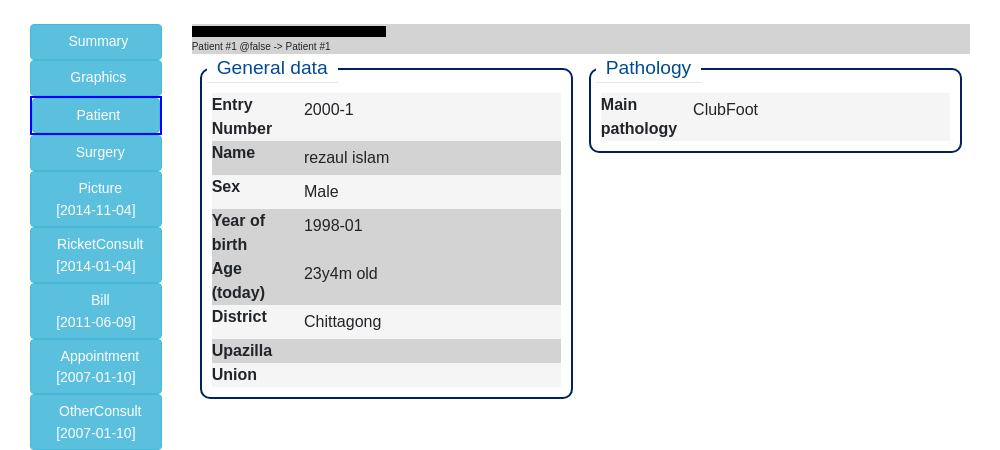 Summary
Graphics
Patient
Surgery
Picture
[2014-11-04]
RicketConsult
[2014-01-04]
Bill
[2011-06-09]
Appointment
[2007-01-10]
OtherConsult
[2007-01-10]
Patient #1 @false -> Patient #1
General data
Entry Number 2000-1
Name rezaul islam
Sex Male
Year of birth 1998-01
Age (today) 23y4m old
District Chittagong
Upazilla
Union
Pathology
Main pathology ClubFoot